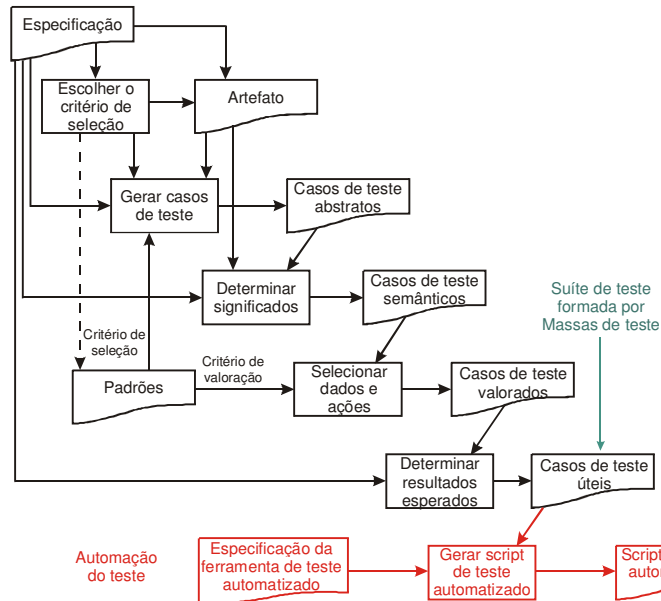 Especificação
Escolher o
critério de
seleção
Artefato
Gerar casos
de teste
Casos de teste
abstratos
Determinar
significados
Casos de teste
semânticos
Suíte de teste
formada por
Massas de teste
Critério de
seleção
Padrões
Critério de
valoração
Selecionar
dados e
ações
Casos de teste
valorados
Determinar
resultados
esperados
Casos de teste
úteis
Automação
do teste
Especificação da
ferramenta de teste
automatizado
Gerar script
de teste
automatizado
Script
autor